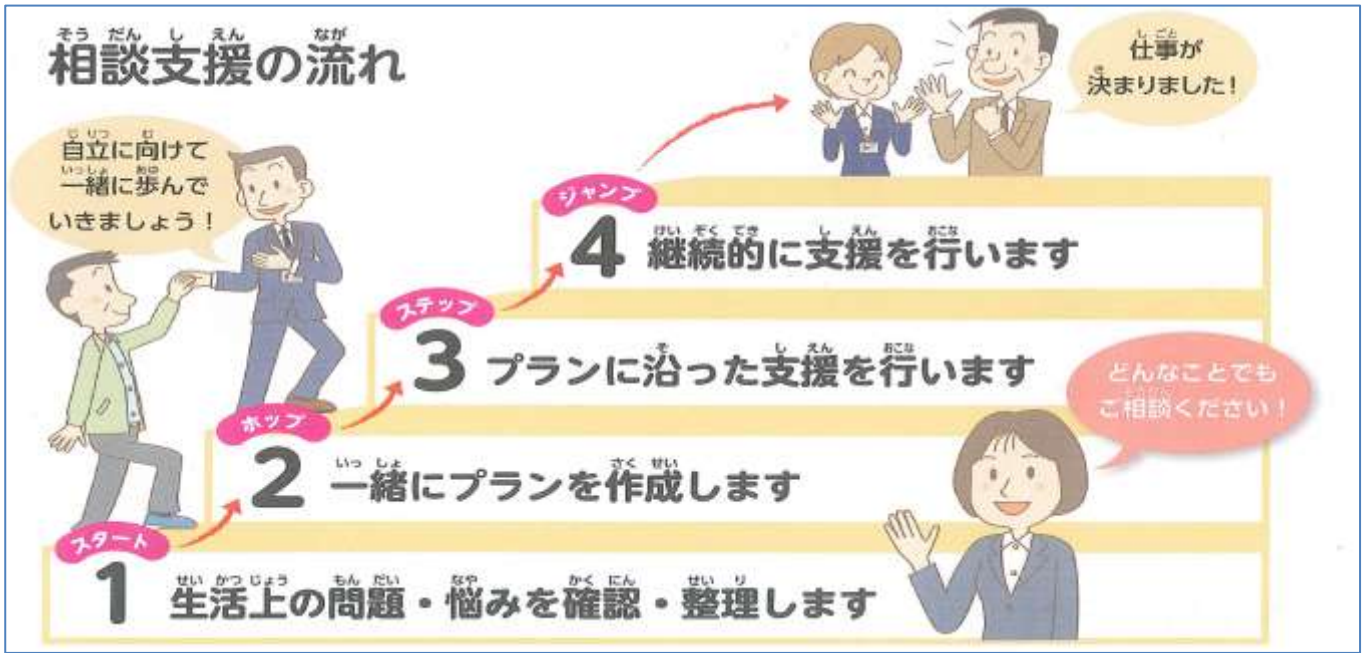 相談支援の流れ
仕事が
決まりました！
自立に向けて
一緒に歩んで
いきましょう！
ジャンプ
4 継続的に支援を行います
ステップ
3 プランに沿った支援を行います
どんなことでも
ご相談ください！
ホップ
2 一緒にプランを作成します
スタート
1 生活上の問題・悩みを確認・整理します